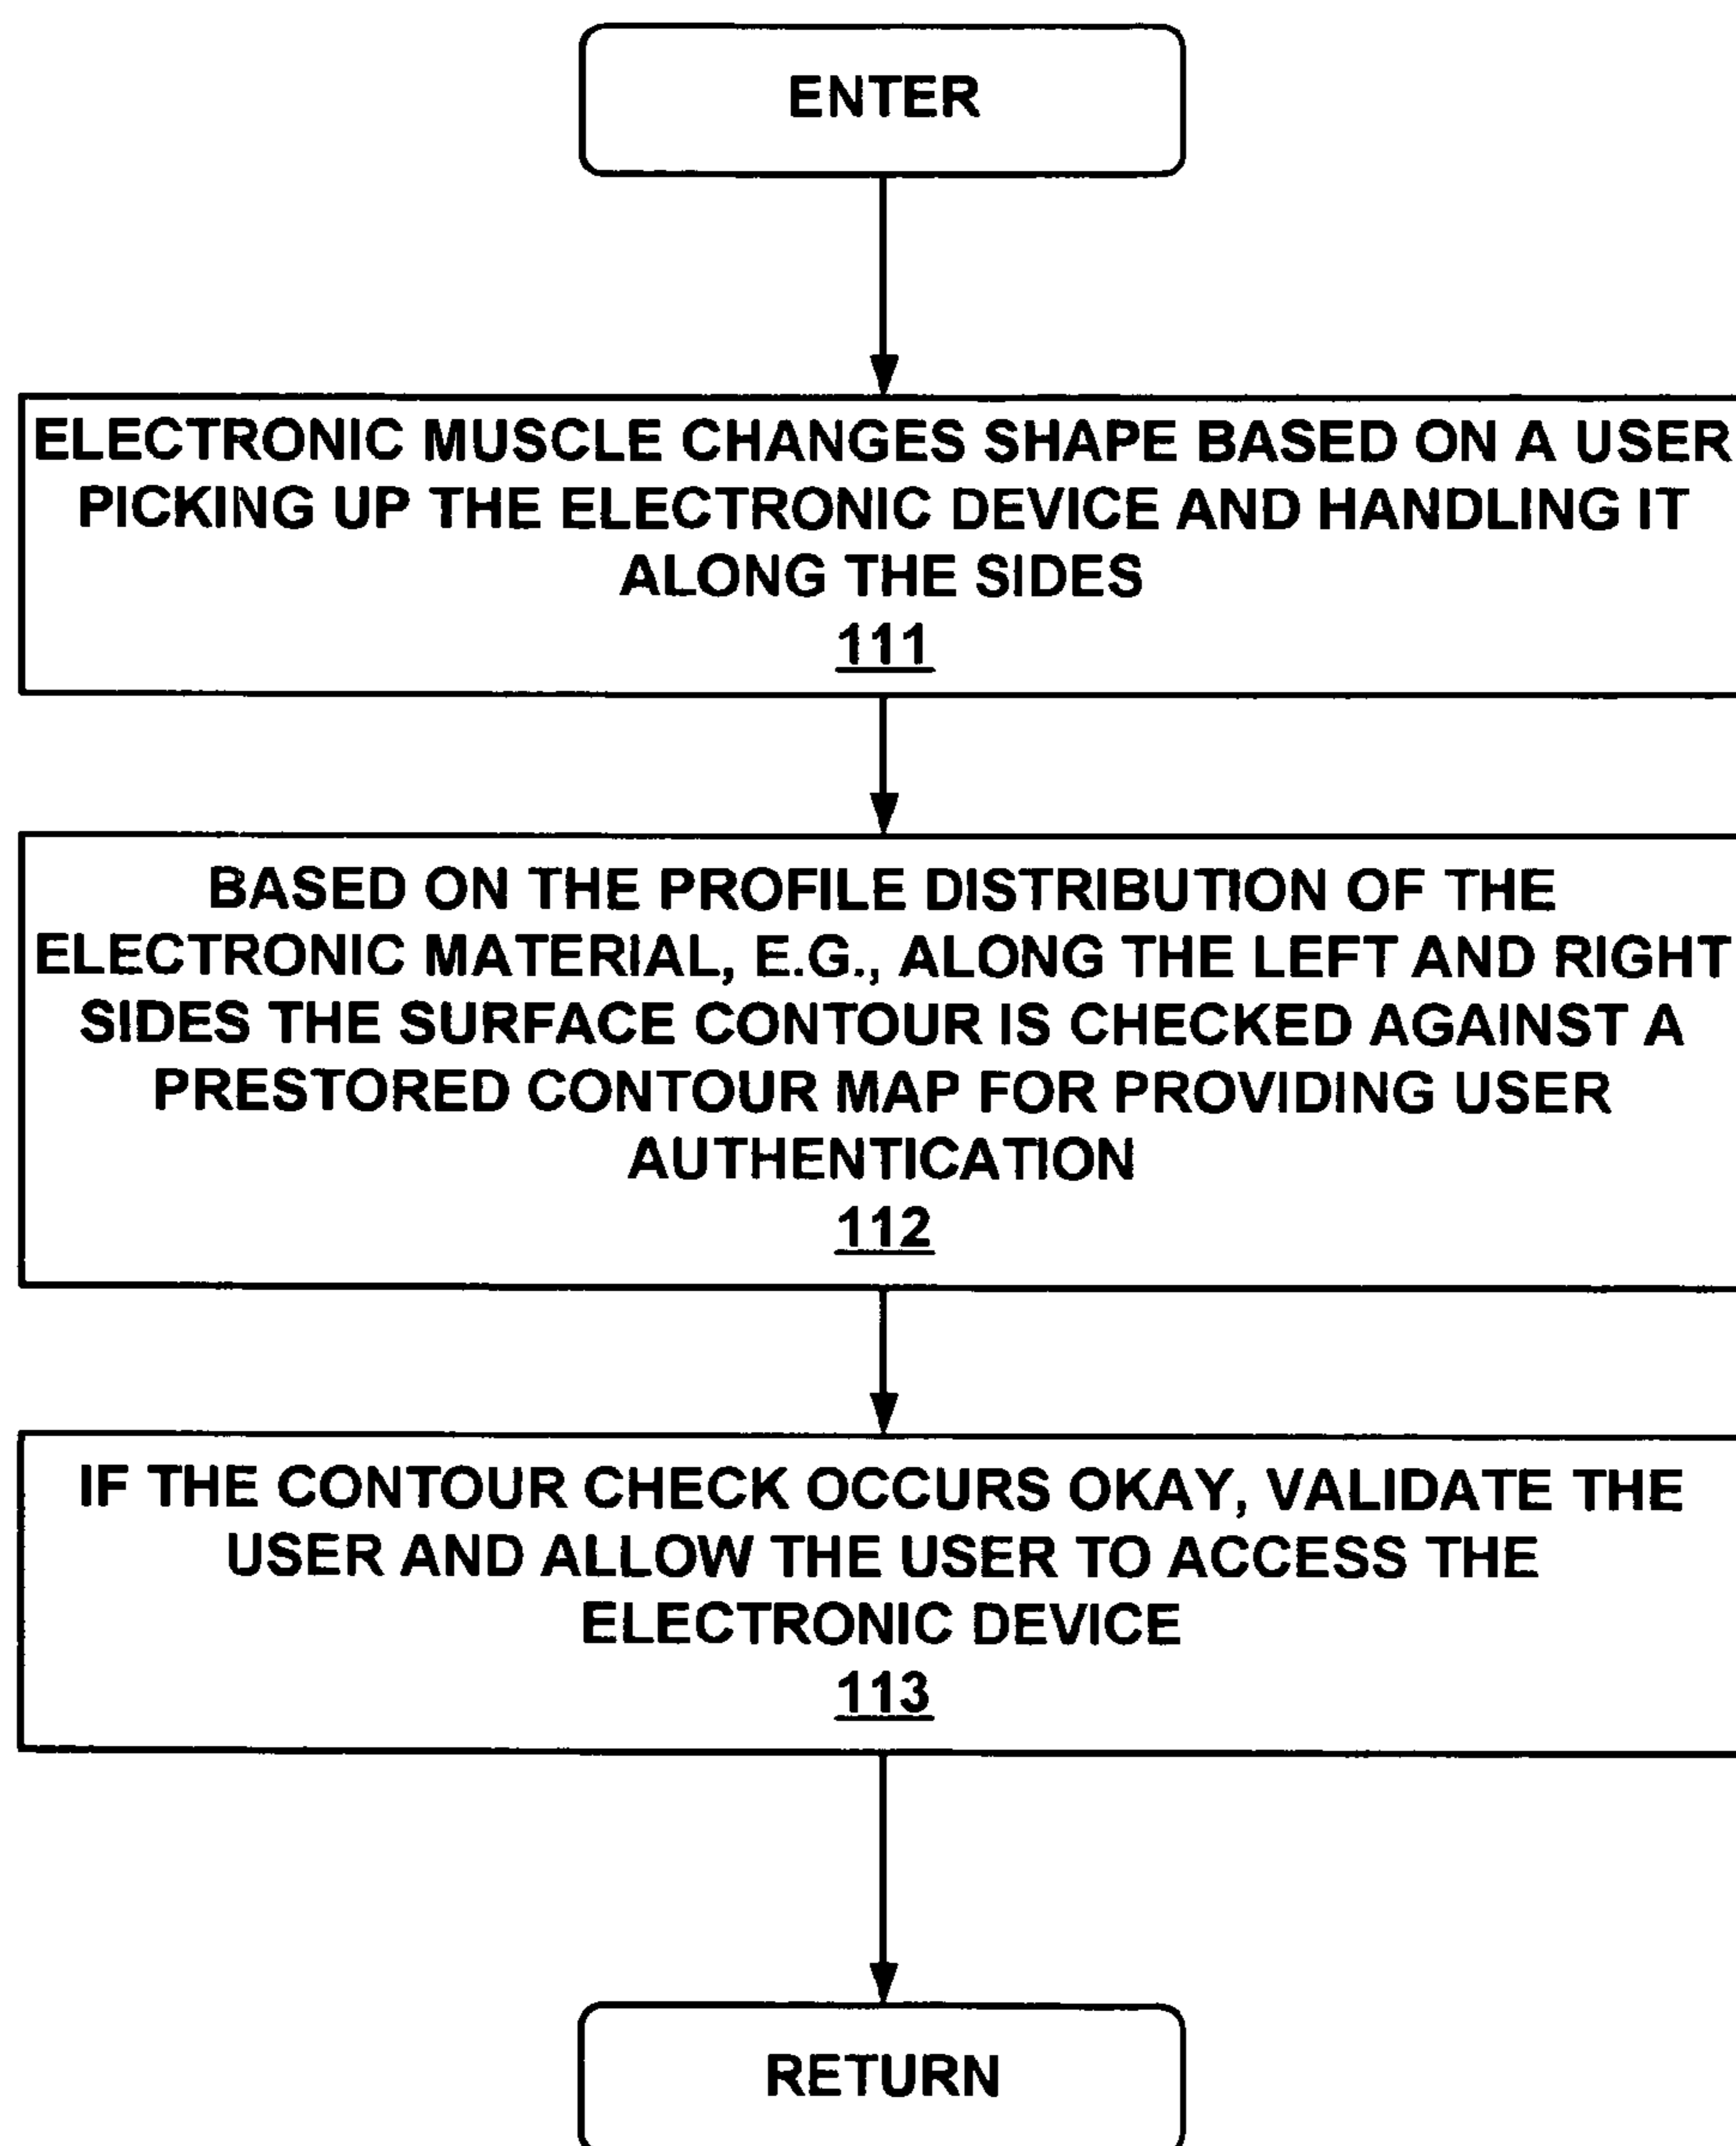 ENTER
ELECTRONIC MUSCLE CHANGES SHAPE BASED ON A USER
PICKING UP THE ELECTRONIC DEVICE AND HANDLING IT
ALONG THE SIDES
111
BASED ON THE PROFILE DISTRIBUTION OF THE
ELECTRONIC MATERIAL, E.G., ALONG THE LEFT AND RIGHT
SIDES THE SURFACE CONTOUR IS CHECKED AGAINST A
PRESTORED CONTOUR MAP FOR PROVIDING USER
AUTHENTICATION
112
IF THE CONTOUR CHECK OCCURS OKAY, VALIDATE THE
USER AND ALLOW THE USER TO ACCESS THE
ELECTRONIC DEVICE
113
RETURN